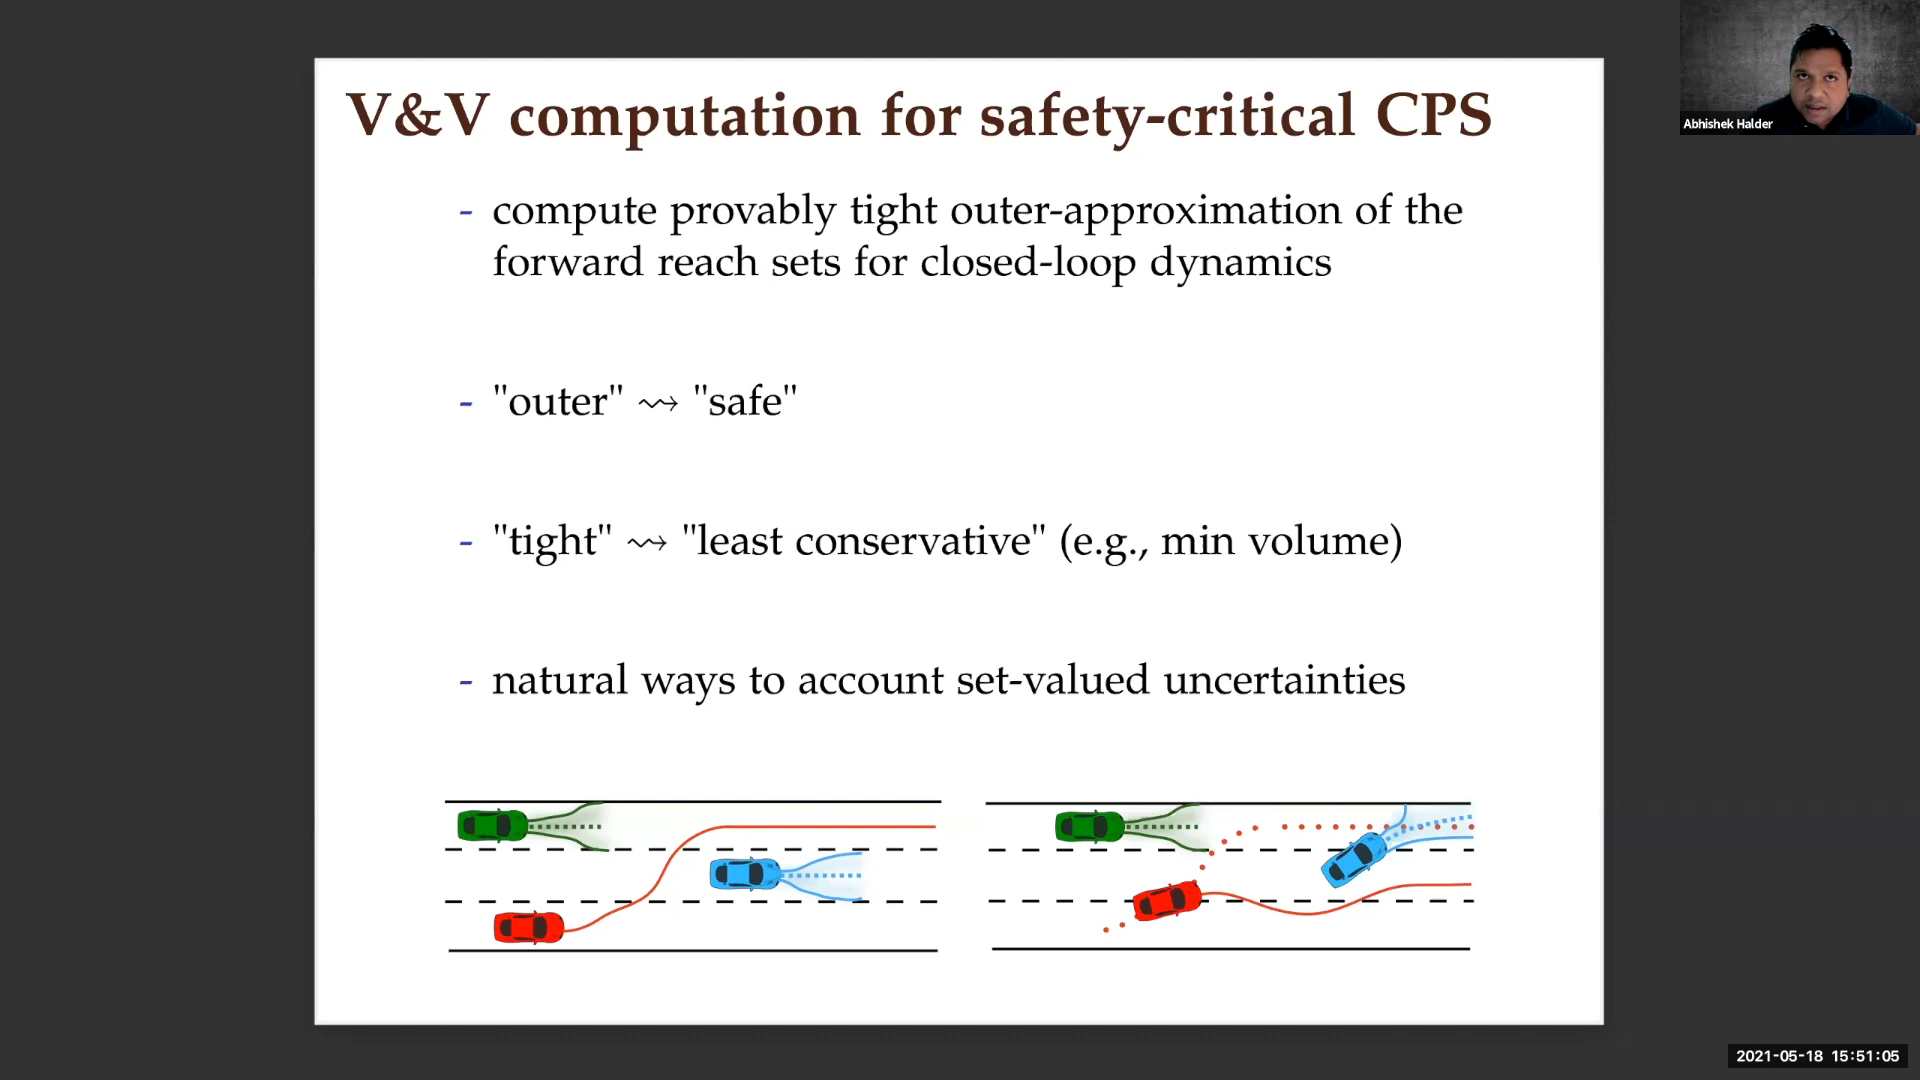 V&V computation for safety-critical CPS
- compute provably tight outer-approximation of the
forward reach sets for closed-loop dynamics
- "outer" ⇝ "safe"
- "tight" ⇝ "least conservative" (e.g., min volume)
- natural ways to account set-valued uncertainties
Abhishek Halder
2021-05-18 15:51:05